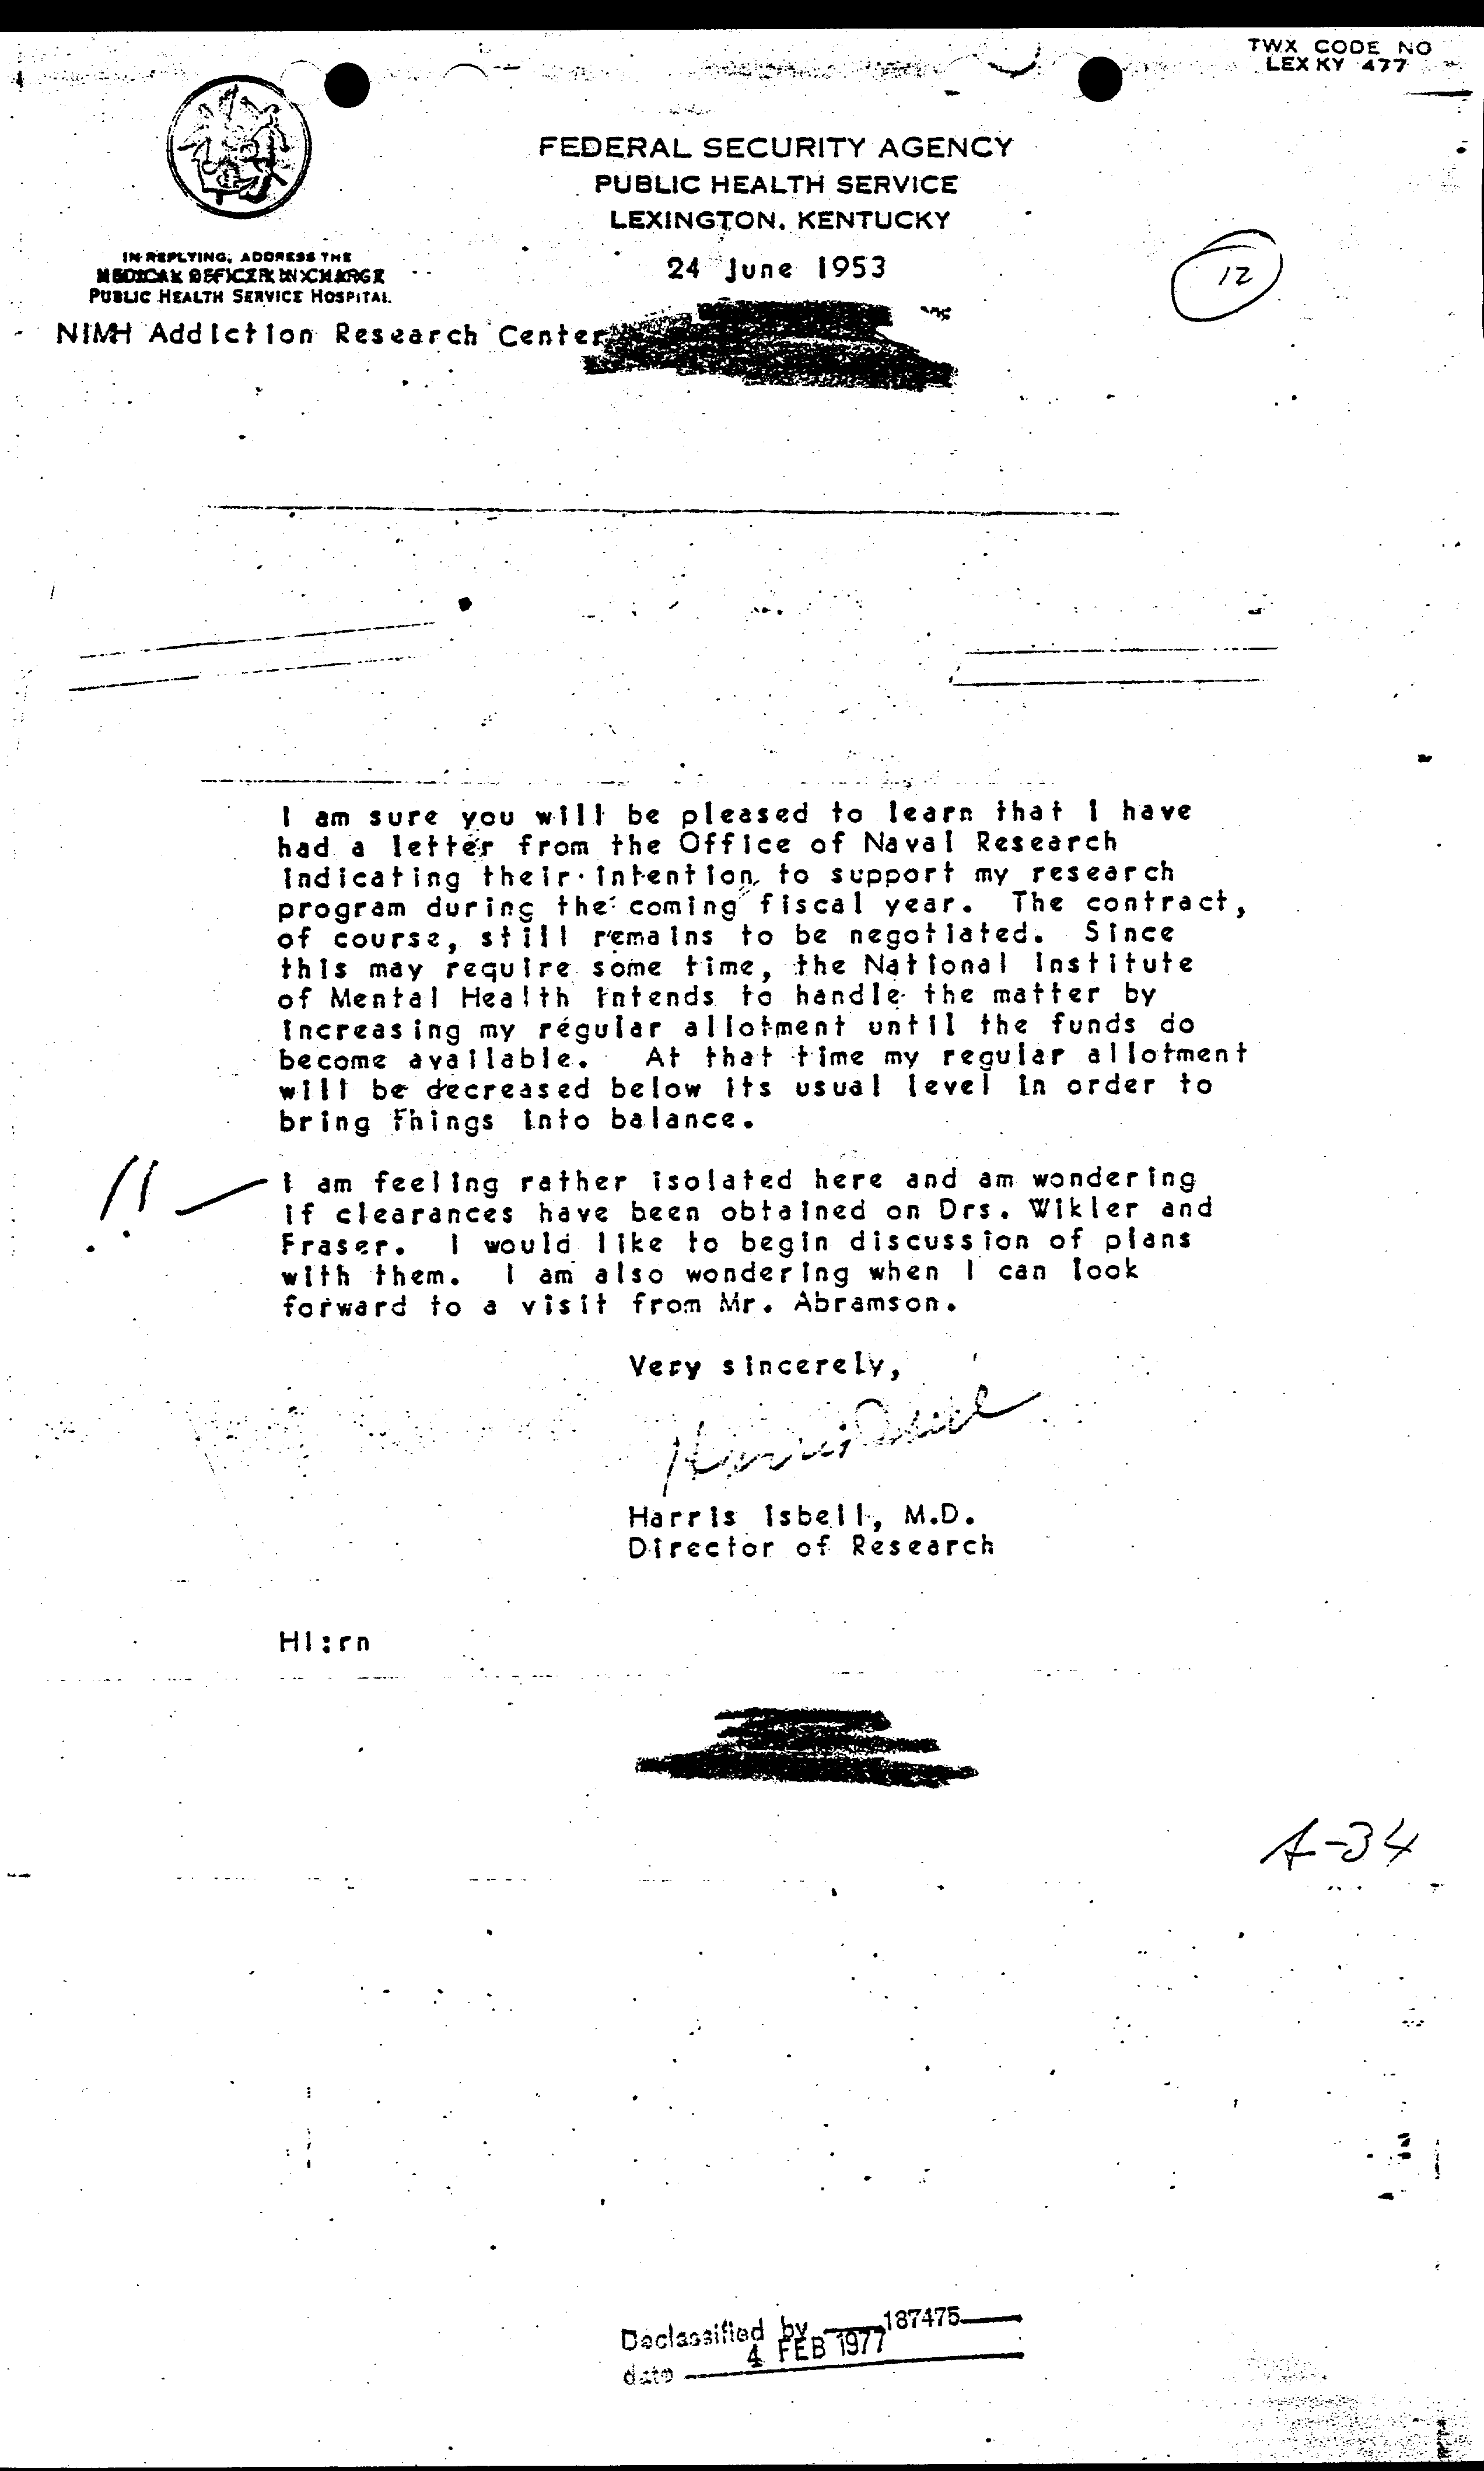 TWX CODE NO
LEX KY 477
FEDERAL SECURITY AGENCY
PUBLIC HEALTH SERVICE
LEXINGTON, KENTUCKY
IN REPLYING, ADDRESS THE
MEDICAL OFFICER IN CHARGE
PUBLIC HEALTH SERVICE HOSPITAL
24 June 1953
12
NIMH Addiction Research Center
I am sure you will be pleased to learn that I have
had a letter from the Office of Naval Research
indicating their intention to support my research
program during the coming fiscal year. The contract,
of course, still remains to be negotiated. Since
this may require some time, the National Institute
of Mental Health intends to handle the matter by
increasing my regular allotment until the funds do
become available. At that time my regular allotment
will be decreased below its usual level in order to
bring things into balance.
!! — I am feeling rather isolated here and am wondering
if clearances have been obtained on Drs. Wikler and
Fraser. I would like to begin discussion of plans
with them. I am also wondering when I can look
forward to a visit from Mr. Abramson.
Very sincerely,
Harris Isbell
Harris Isbell, M.D.
Director of Research
HI:rn
A-34
Declassified by 187475
date 4 FEB 1977